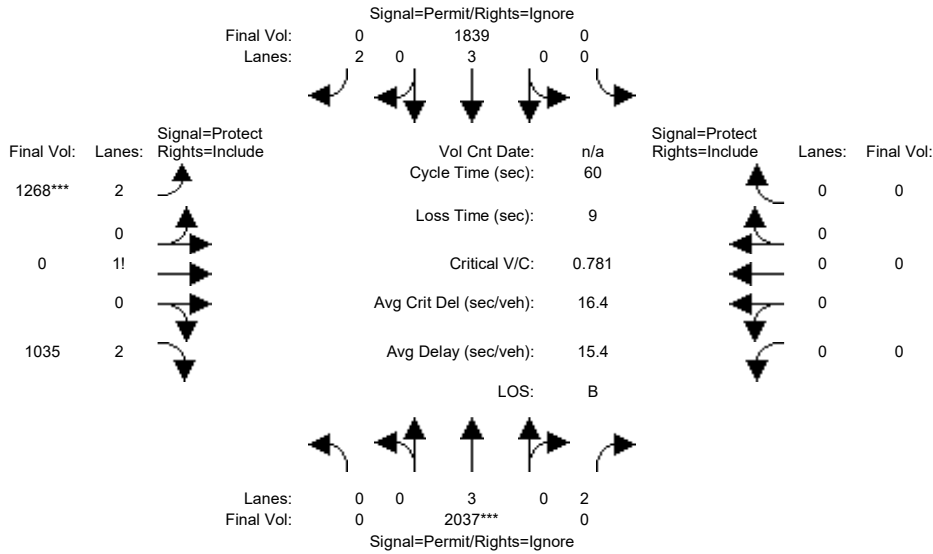 Signal=Permit/Rights=Ignore
Final Vol: 0 1839 0
Lanes: 2 0 3 0 0
Signal=Protect Signal=Protect
Final Vol: Lanes: Rights=Include Vol Cnt Date: n/a Rights=Include Lanes: Final Vol:
1268*** 2 Cycle Time (sec): 60 0 0
0 Loss Time (sec): 9 0
0 1! Critical V/C: 0.781 0 0
0 Avg Crit Del (sec/veh): 16.4 0
1035 2 Avg Delay (sec/veh): 15.4 0 0
LOS: B
Lanes: 0 0 3 0 2
Final Vol: 0 2037*** 0
Signal=Permit/Rights=Ignore